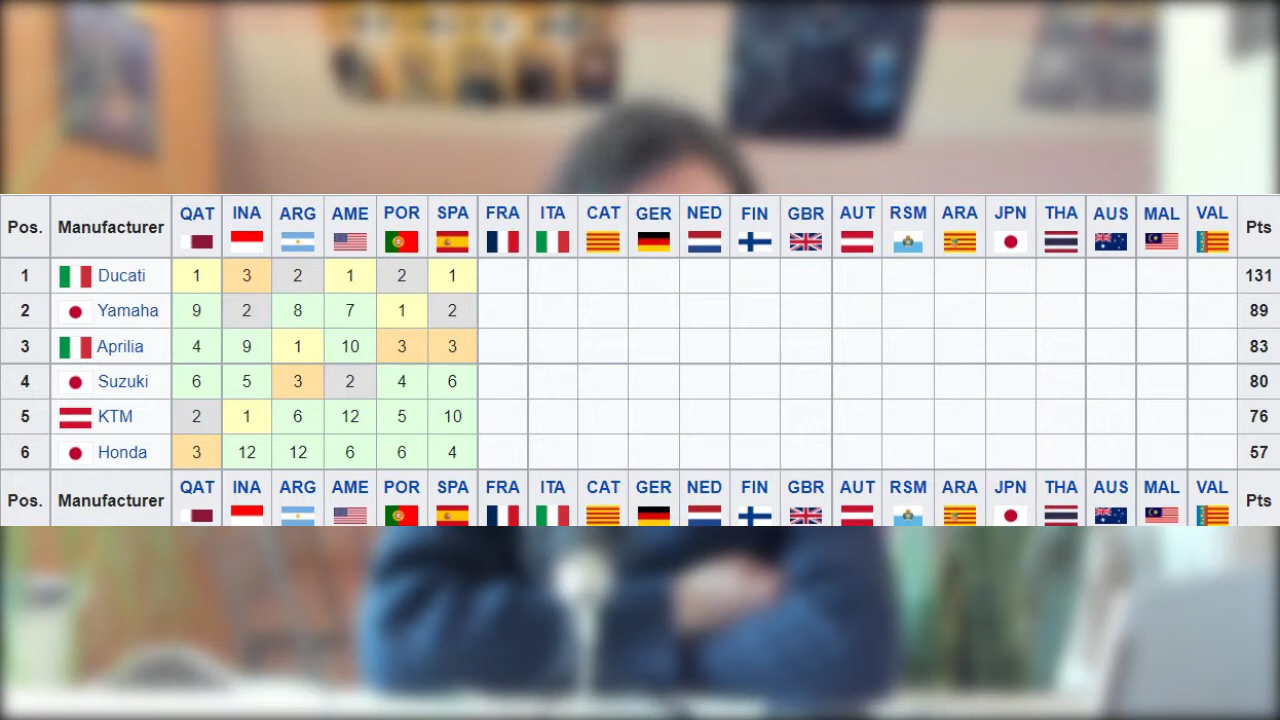 Pos. Manufacturer QAT INA ARG AME POR SPA FRA ITA CAT GER NED FIN GBR AUT RSM ARA JPN THA AUS MAL VAL Pts
1 Ducati 1 3 2 1 2 1 131
2 Yamaha 9 2 8 7 1 2 89
3 Aprilia 4 9 1 10 3 3 83
4 Suzuki 6 5 3 2 4 6 80
5 KTM 2 1 6 12 5 10 76
6 Honda 3 12 12 6 6 4 57
Pos. Manufacturer QAT INA ARG AME POR SPA FRA ITA CAT GER NED FIN GBR AUT RSM ARA JPN THA AUS MAL VAL Pts